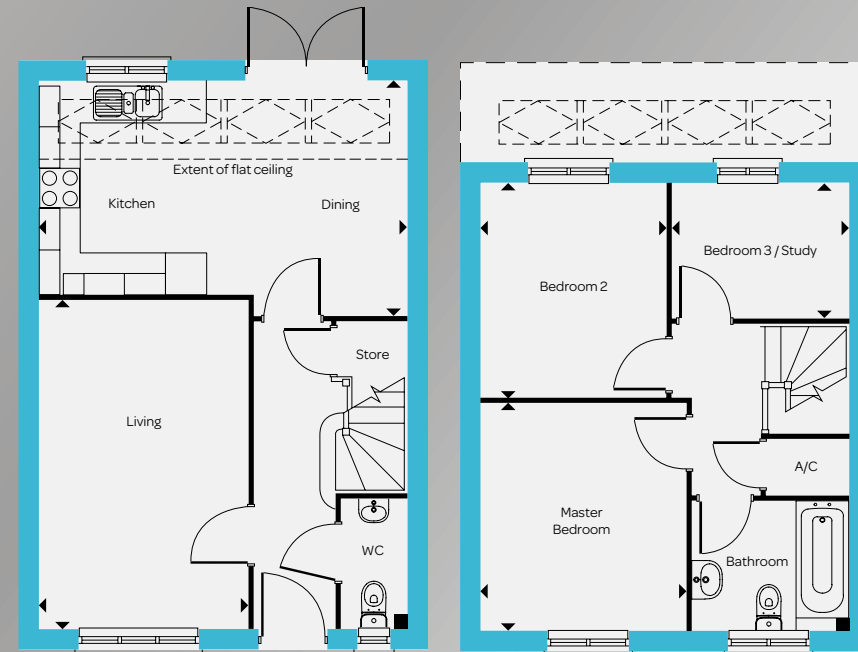 Extent of flat ceiling
Kitchen
Dining
Store
Living
WC
Bedroom 3 / Study
Bedroom 2
A/C
Master
Bedroom
Bathroom